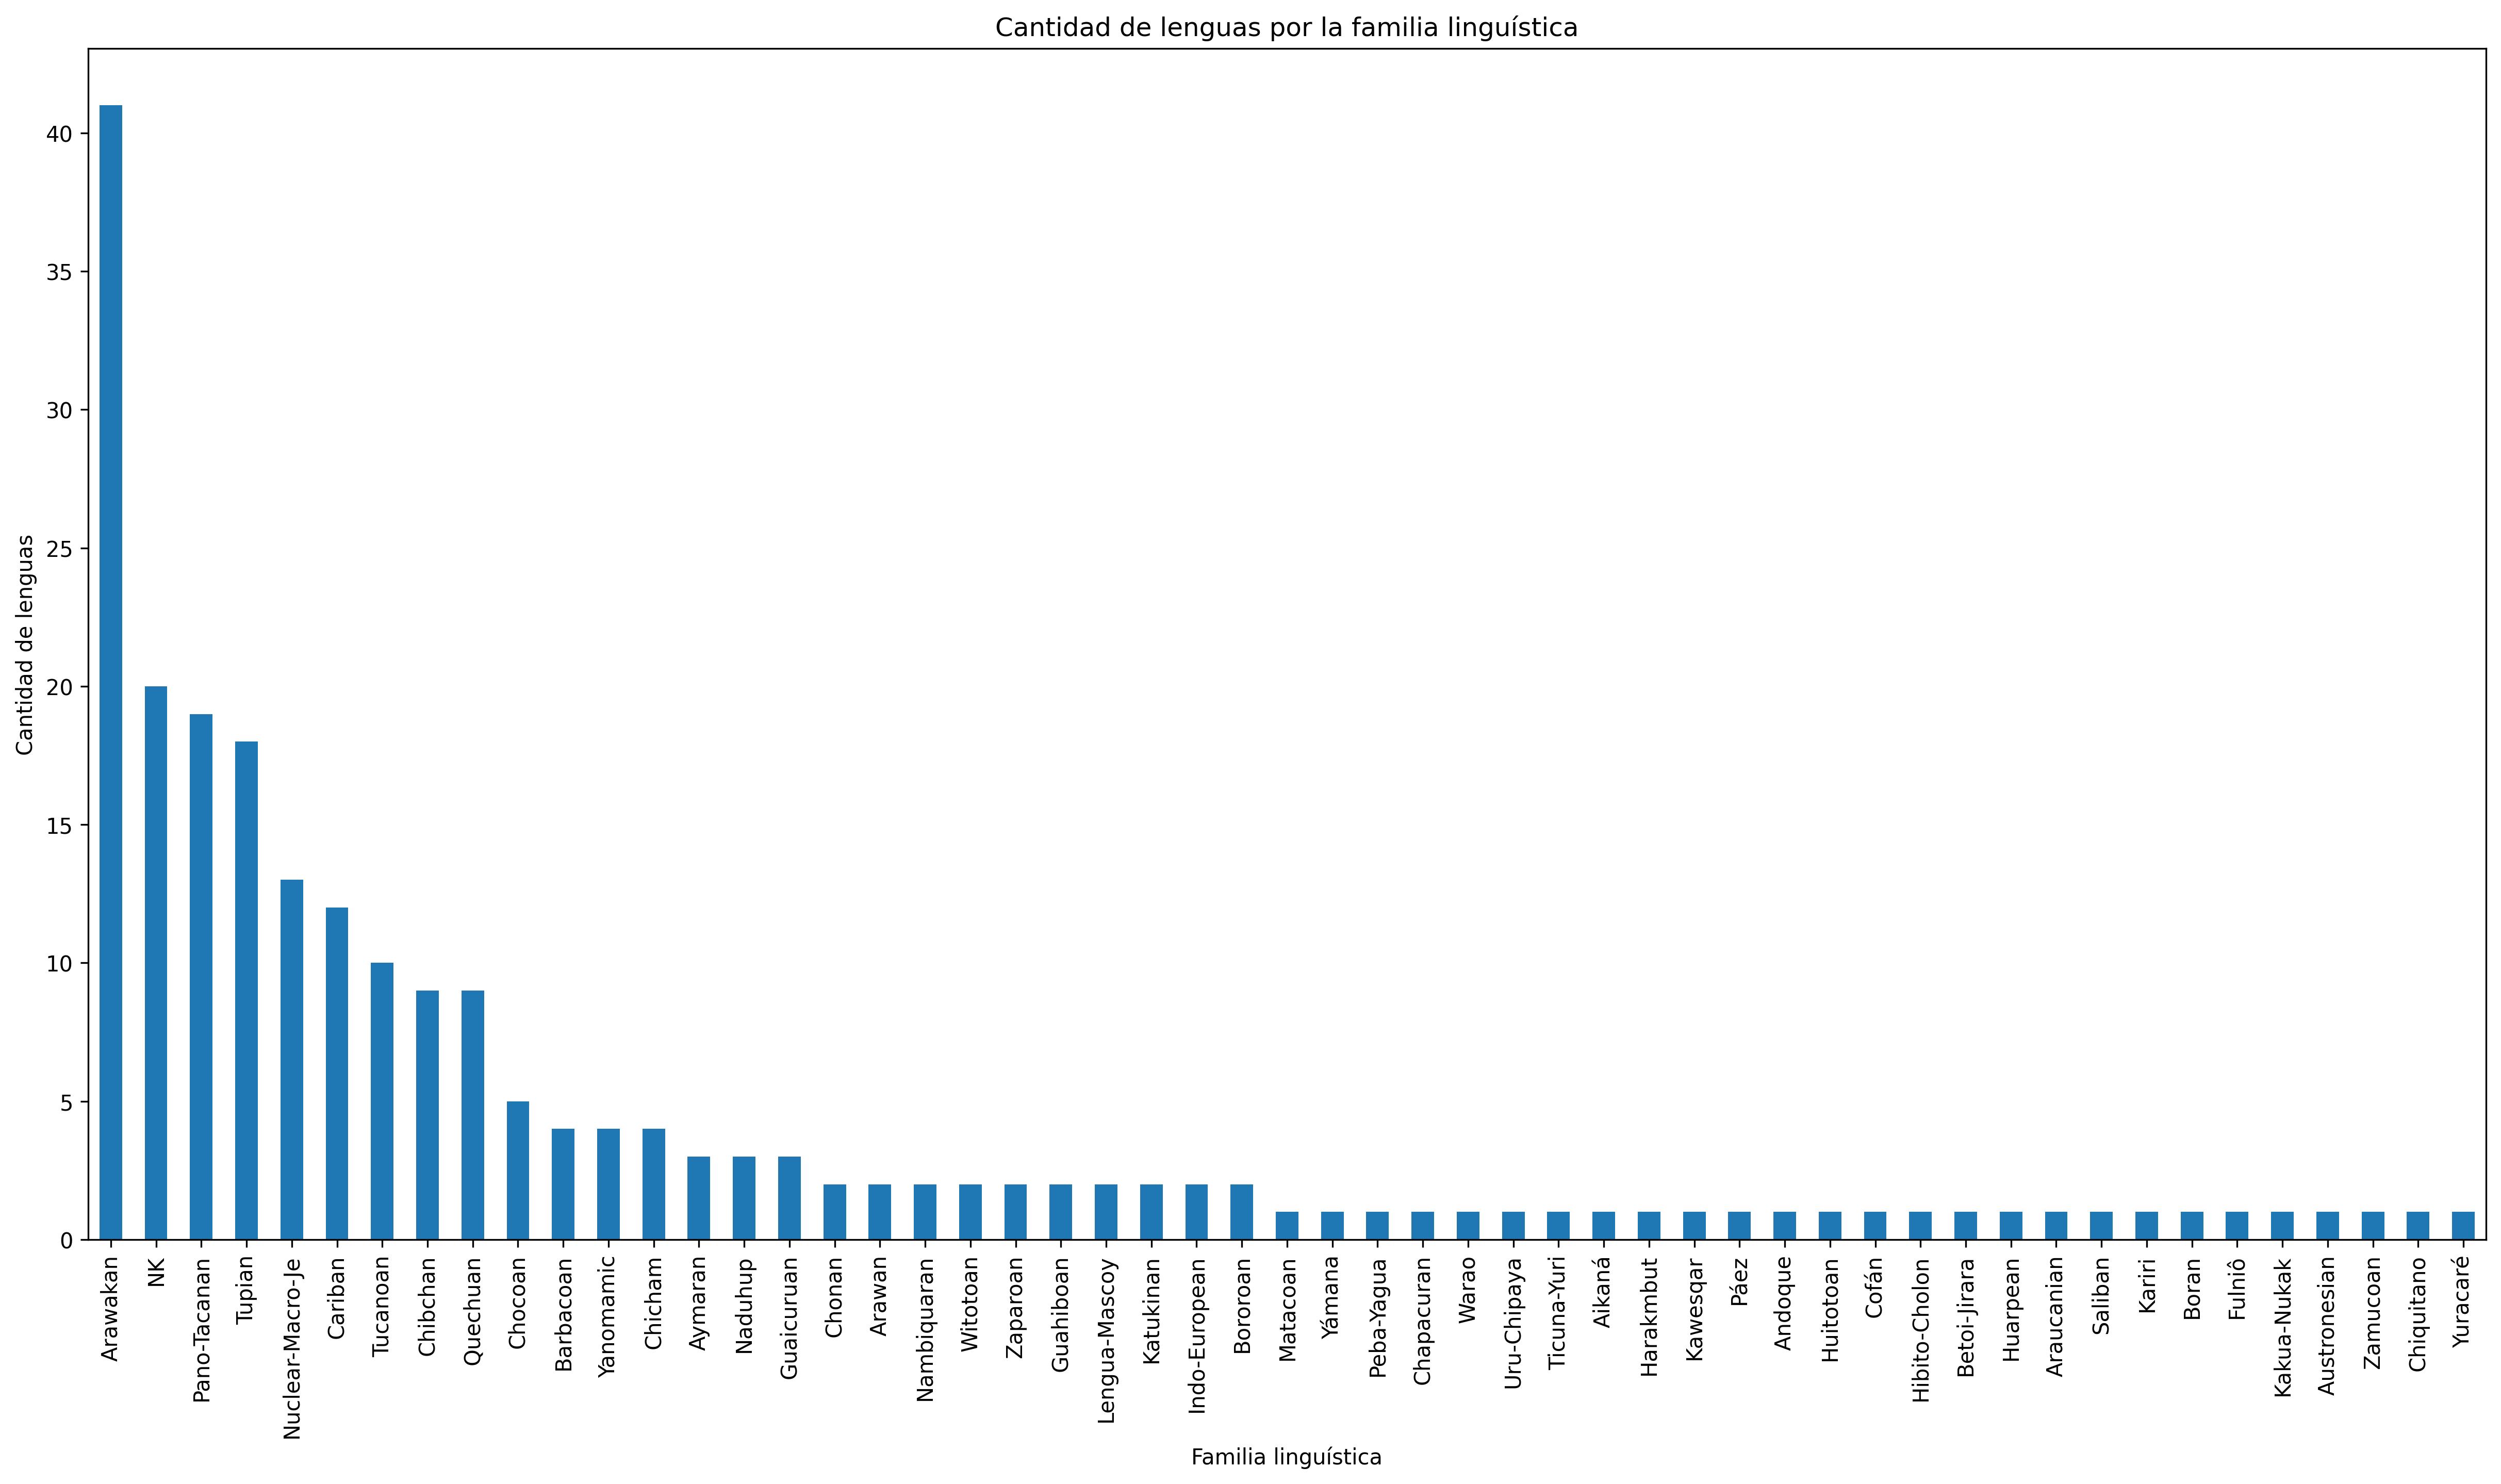 Cantidad de lenguas por la familia linguística
Cantidad de lenguas
40
35
30
25
20
15
10
5
0
Arawakan
NK
Pano-Tacanan
Tupian
Nuclear-Macro-Je
Cariban
Tucanoan
Chibchan
Quechuan
Chocoan
Barbacoan
Yanomamic
Chicham
Aymaran
Naduhup
Guaicuruan
Chonan
Arawan
Nambiquaran
Witotoan
Zaparoan
Guahiboan
Lengua-Mascoy
Katukinan
Indo-European
Bororoan
Matacoan
Yámana
Peba-Yagua
Chapacuran
Warao
Uru-Chipaya
Ticuna-Yuri
Aikaná
Harakmbut
Kawesqar
Páez
Andoque
Huitotoan
Cofán
Hibito-Cholon
Betoi-Jirara
Huarpean
Araucanian
Saliban
Kariri
Boran
Fulniô
Kakua-Nukak
Austronesian
Zamucoan
Chiquitano
Yuracaré
Familia linguística